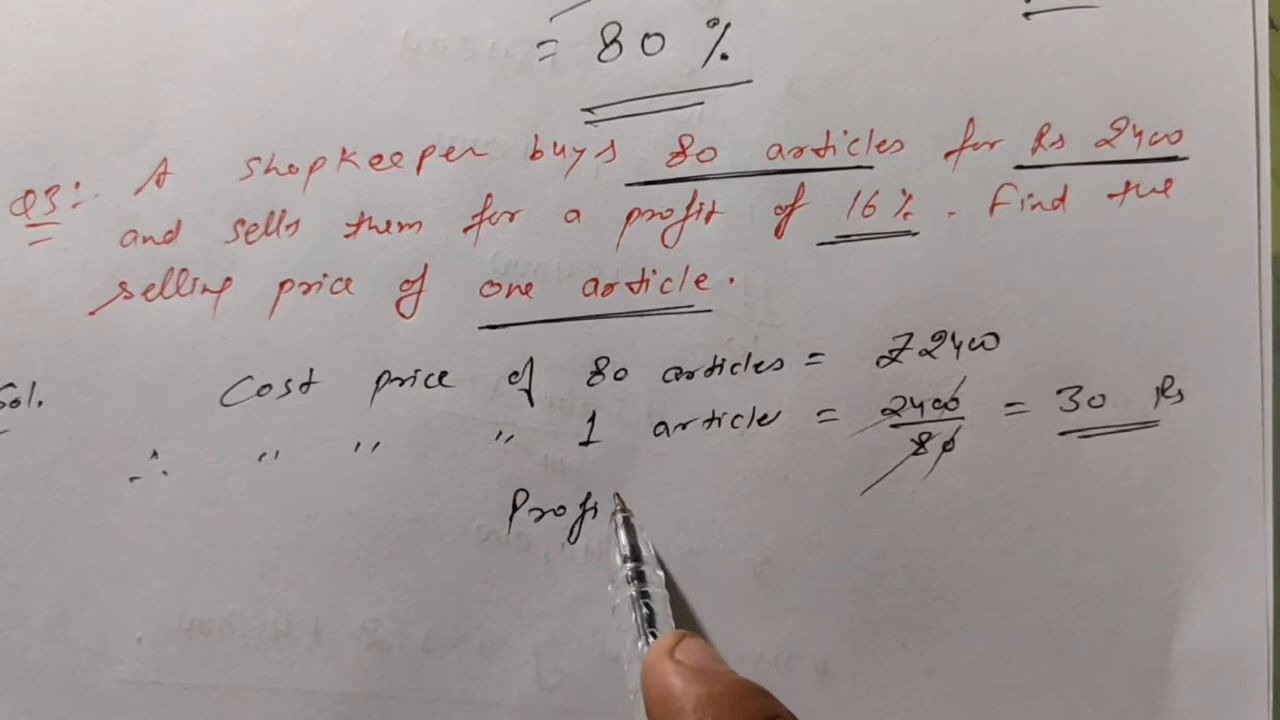 = 80 %
Q3:. A shopkeeper buys 80 articles for Rs 2400
and sells them for a profit of 16%. Find the
selling price of one article.
Sol. Cost price of 80 articles = ₹2400
∴ " " " 1 article = 2400/80 = 30 Rs
Profi